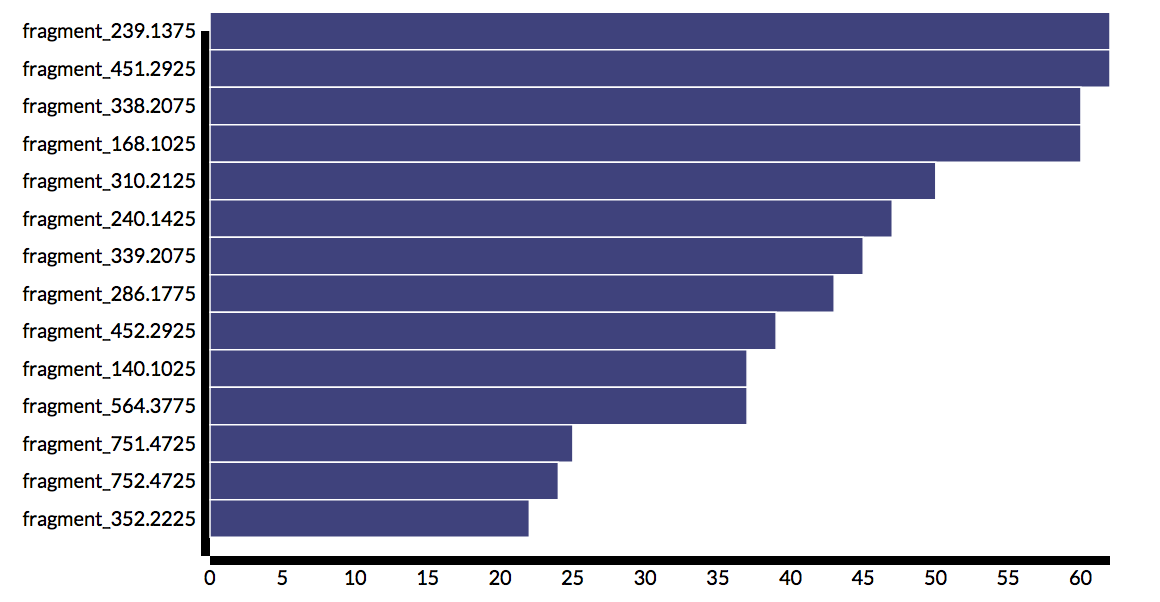 fragment_239.1375
fragment_451.2925
fragment_338.2075
fragment_168.1025
fragment_310.2125
fragment_240.1425
fragment_339.2075
fragment_286.1775
fragment_452.2925
fragment_140.1025
fragment_564.3775
fragment_751.4725
fragment_752.4725
fragment_352.2225
0 5 10 15 20 25 30 35 40 45 50 55 60